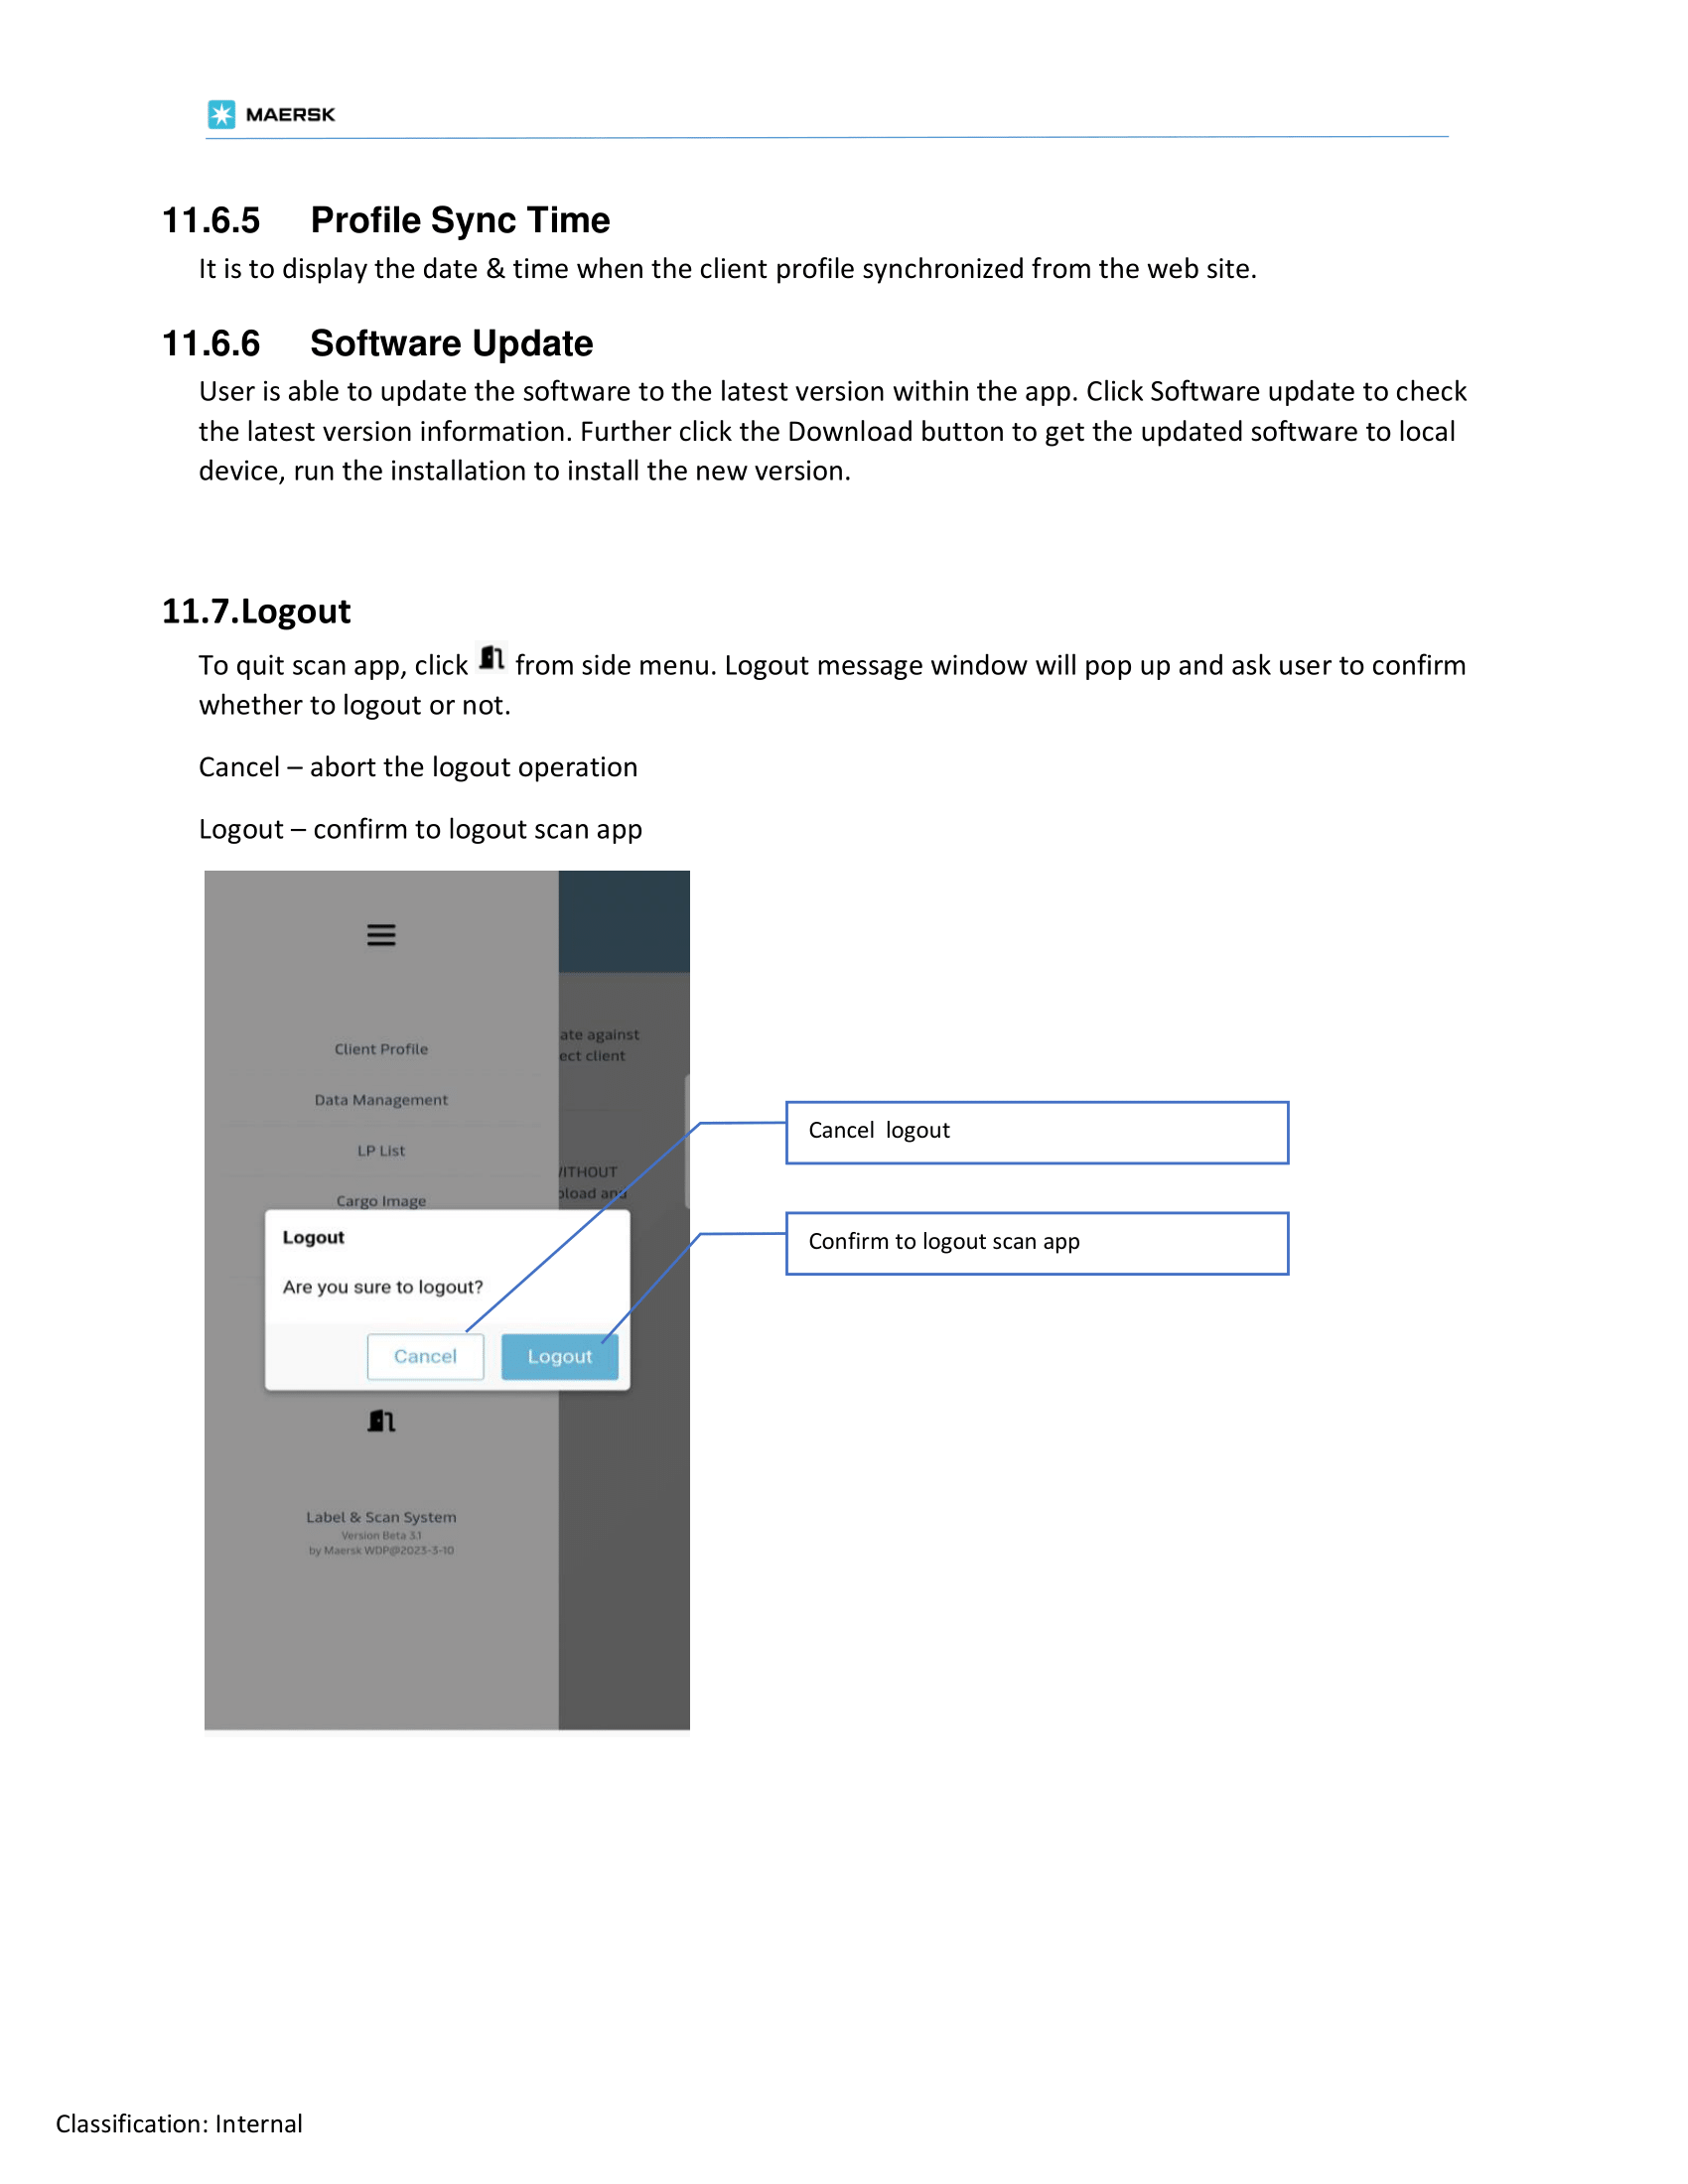 MAERSK
11.6.5 Profile Sync Time
It is to display the date & time when the client profile synchronized from the web site.
11.6.6 Software Update
User is able to update the software to the latest version within the app. Click Software update to check
the latest version information. Further click the Download button to get the updated software to local
device, run the installation to install the new version.
11.7.Logout
To quit scan app, click from side menu. Logout message window will pop up and ask user to confirm
whether to logout or not.
Cancel – abort the logout operation
Logout – confirm to logout scan app
Client Profile
Data Management
LP List
Cargo Image
ate against
ect client
ITHOUT
load and
Logout
Are you sure to logout?
Cancel
Logout
Label & Scan System
Version Beta 3.1
by Maersk WDP@2023-3-10
Cancel logout
Confirm to logout scan app
Classification: Internal